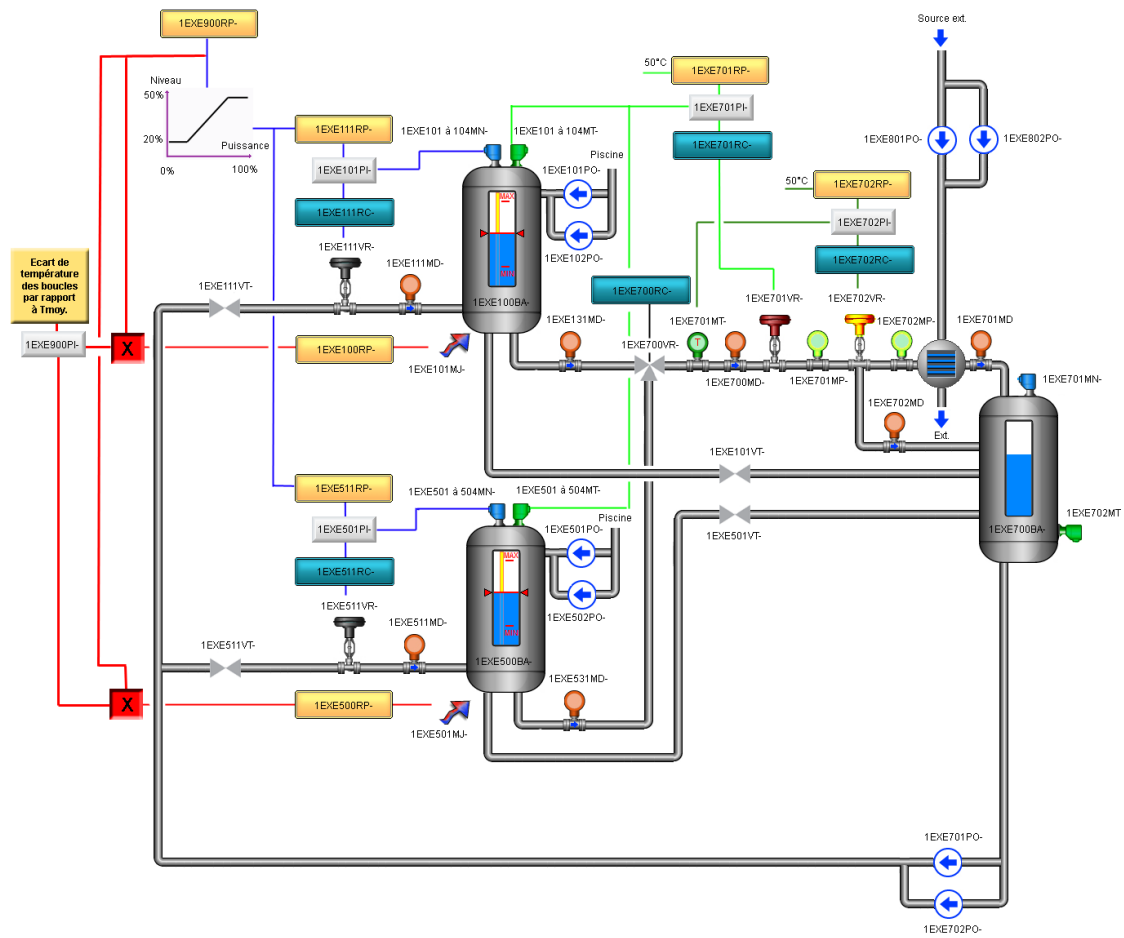 1EXE900RP-
Source ext.
Niveau
50%
20%
Puissance
0%
100%
50°C
1EXE701RP-
1EXE701PI-
1EXE701RC-
1EXE111RP-
1EXE101PI-
1EXE111RC-
1EXE101 à 104MN-
1EXE101 à 104MT-
Piscine
1EXE101PO-
1EXE102PO-
1EXE801PO-
1EXE802PO-
50°C
1EXE702RP-
1EXE702PI-
1EXE702RC-
MAX
MIN
1EXE100BA-
Ecart de
température
des boucles
par rapport
à Tmoy.
1EXE900PI-
X
1EXE111VT-
1EXE111VR-
1EXE111MD-
1EXE100RP-
1EXE101MJ-
1EXE131MD-
1EXE700RC-
1EXE700VR-
1EXE701MT-
T
1EXE700MD-
1EXE701VR-
1EXE701MP-
1EXE702VR-
1EXE702MP-
1EXE701MD
1EXE701MN-
1EXE702MD
Ext.
1EXE101VT-
1EXE501VT-
1EXE700BA-
1EXE702MT
1EXE511RP-
1EXE501PI-
1EXE511RC-
1EXE501 à 504MN-
1EXE501 à 504MT-
Piscine
1EXE501PO-
1EXE502PO-
MAX
MIN
1EXE500BA-
1EXE511VT-
1EXE511VR-
1EXE511MD-
X
1EXE500RP-
1EXE501MJ-
1EXE531MD-
1EXE701PO-
1EXE702PO-